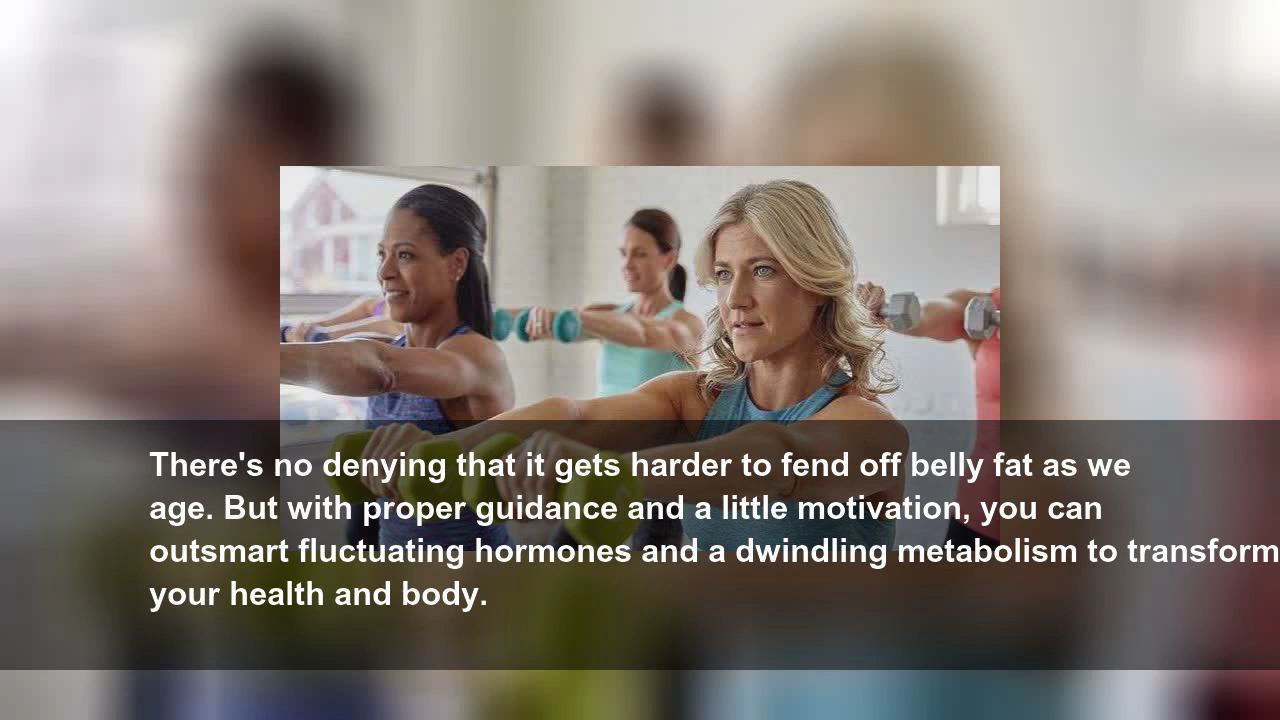 There's no denying that it gets harder to fend off belly fat as we
age. But with proper guidance and a little motivation, you can
outsmart fluctuating hormones and a dwindling metabolism to transform
your health and body.